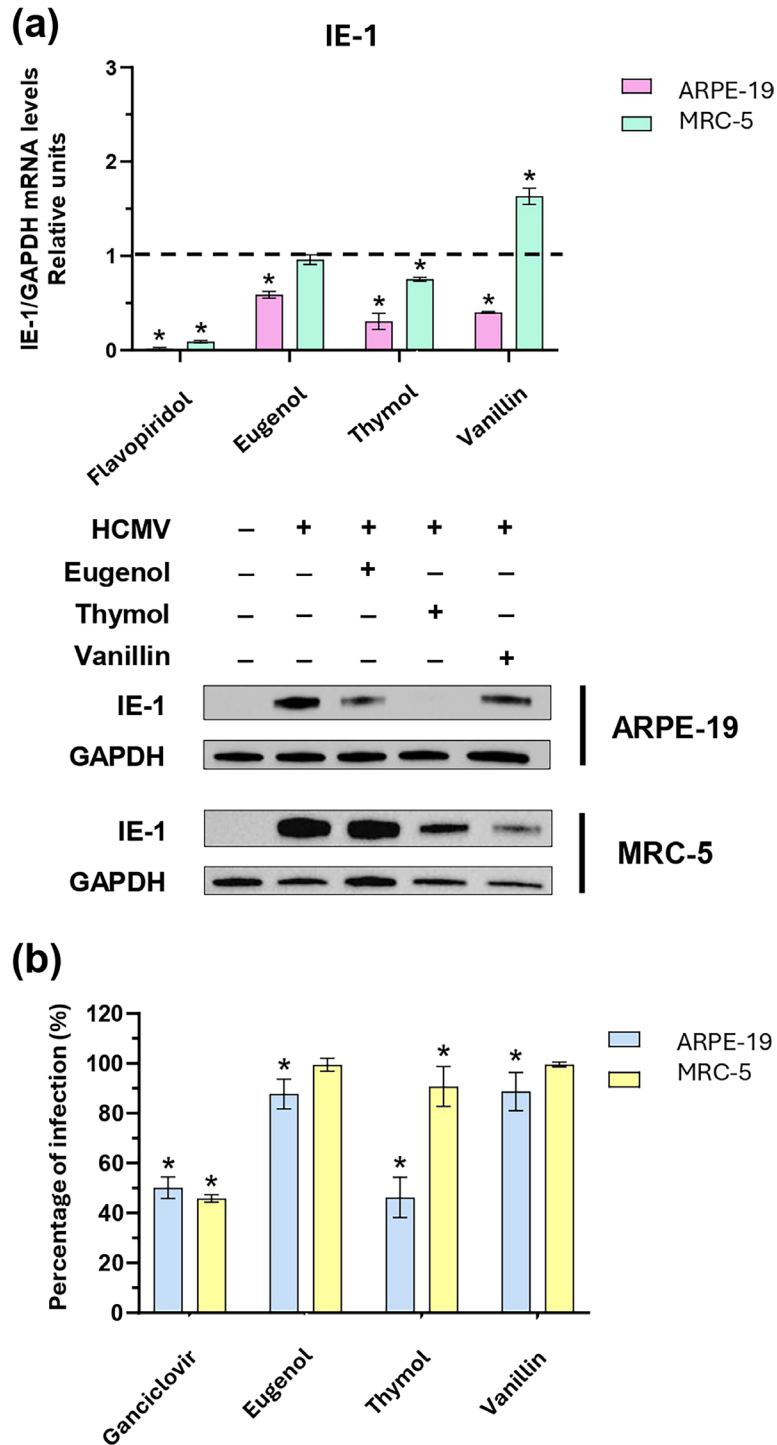 (a)
IE-1
IE-1/GAPDH mRNA levels
Relative units
3
2
1
0
ARPE-19
MRC-5
* * * * * * *
Flavopiridol Eugenol Thymol Vanillin
HCMV – + + + +
Eugenol – – + – –
Thymol – – – + –
Vanillin – – – – +
IE-1
GAPDH
ARPE-19
IE-1
GAPDH
MRC-5
(b)
Percentage of infection (%)
120
100
80
60
40
20
0
ARPE-19
MRC-5
* * * * * *
Ganciclovir Eugenol Thymol Vanillin